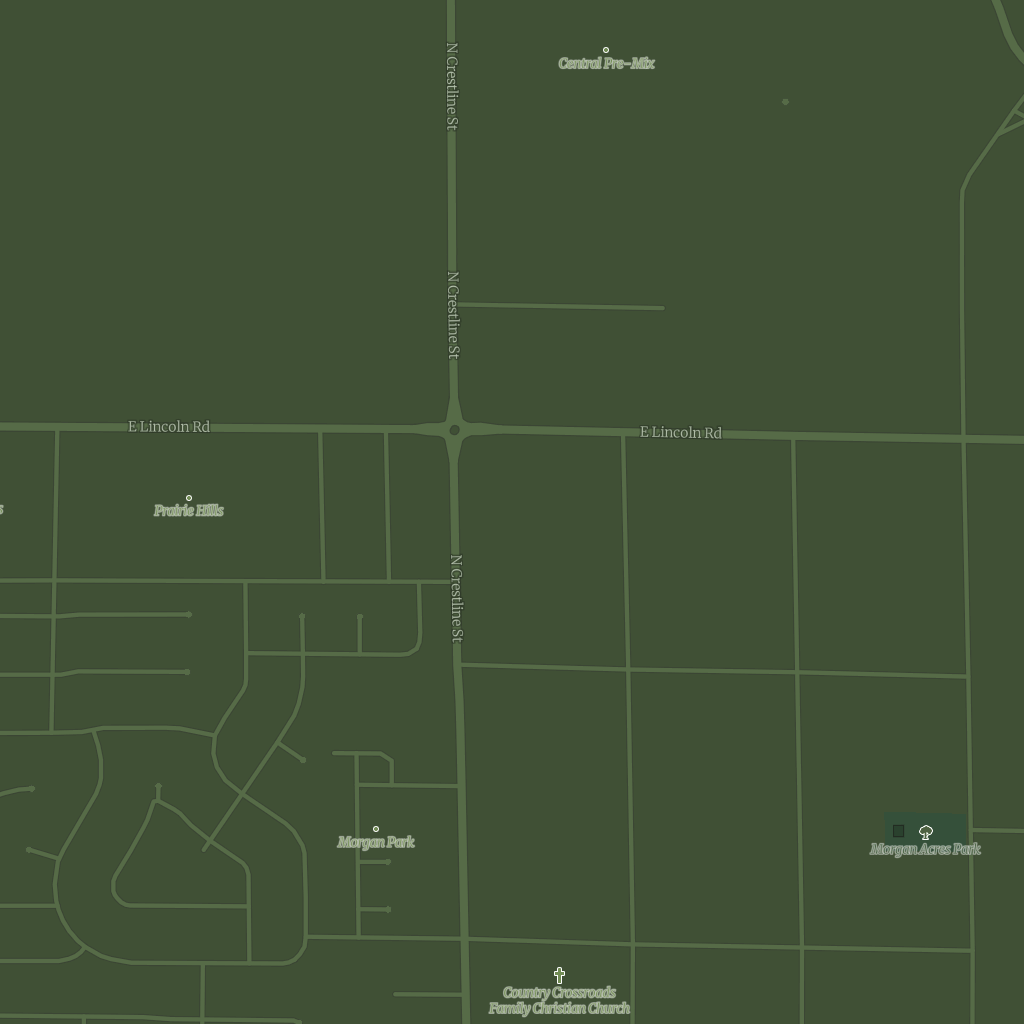 N Crestline St
Central Pre-Mix
N Crestline St
E Lincoln Rd
E Lincoln Rd
Prairie Hills
N Crestline St
Morgan Park
Morgan Acres Park
Country Crossroads
Family Christian Church